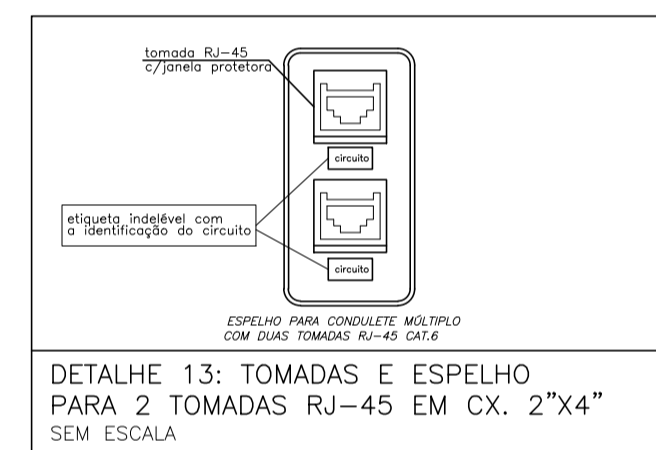 tomada RJ-45
c/janela protetora
circuito
etiqueta indelével com
a identificação do circuito
circuito
ESPELHO PARA CONDULETE MÚLTIPLO
COM DUAS TOMADAS RJ-45 CAT.6
DETALHE 13: TOMADAS E ESPELHO
PARA 2 TOMADAS RJ-45 EM CX. 2"X4"
SEM ESCALA